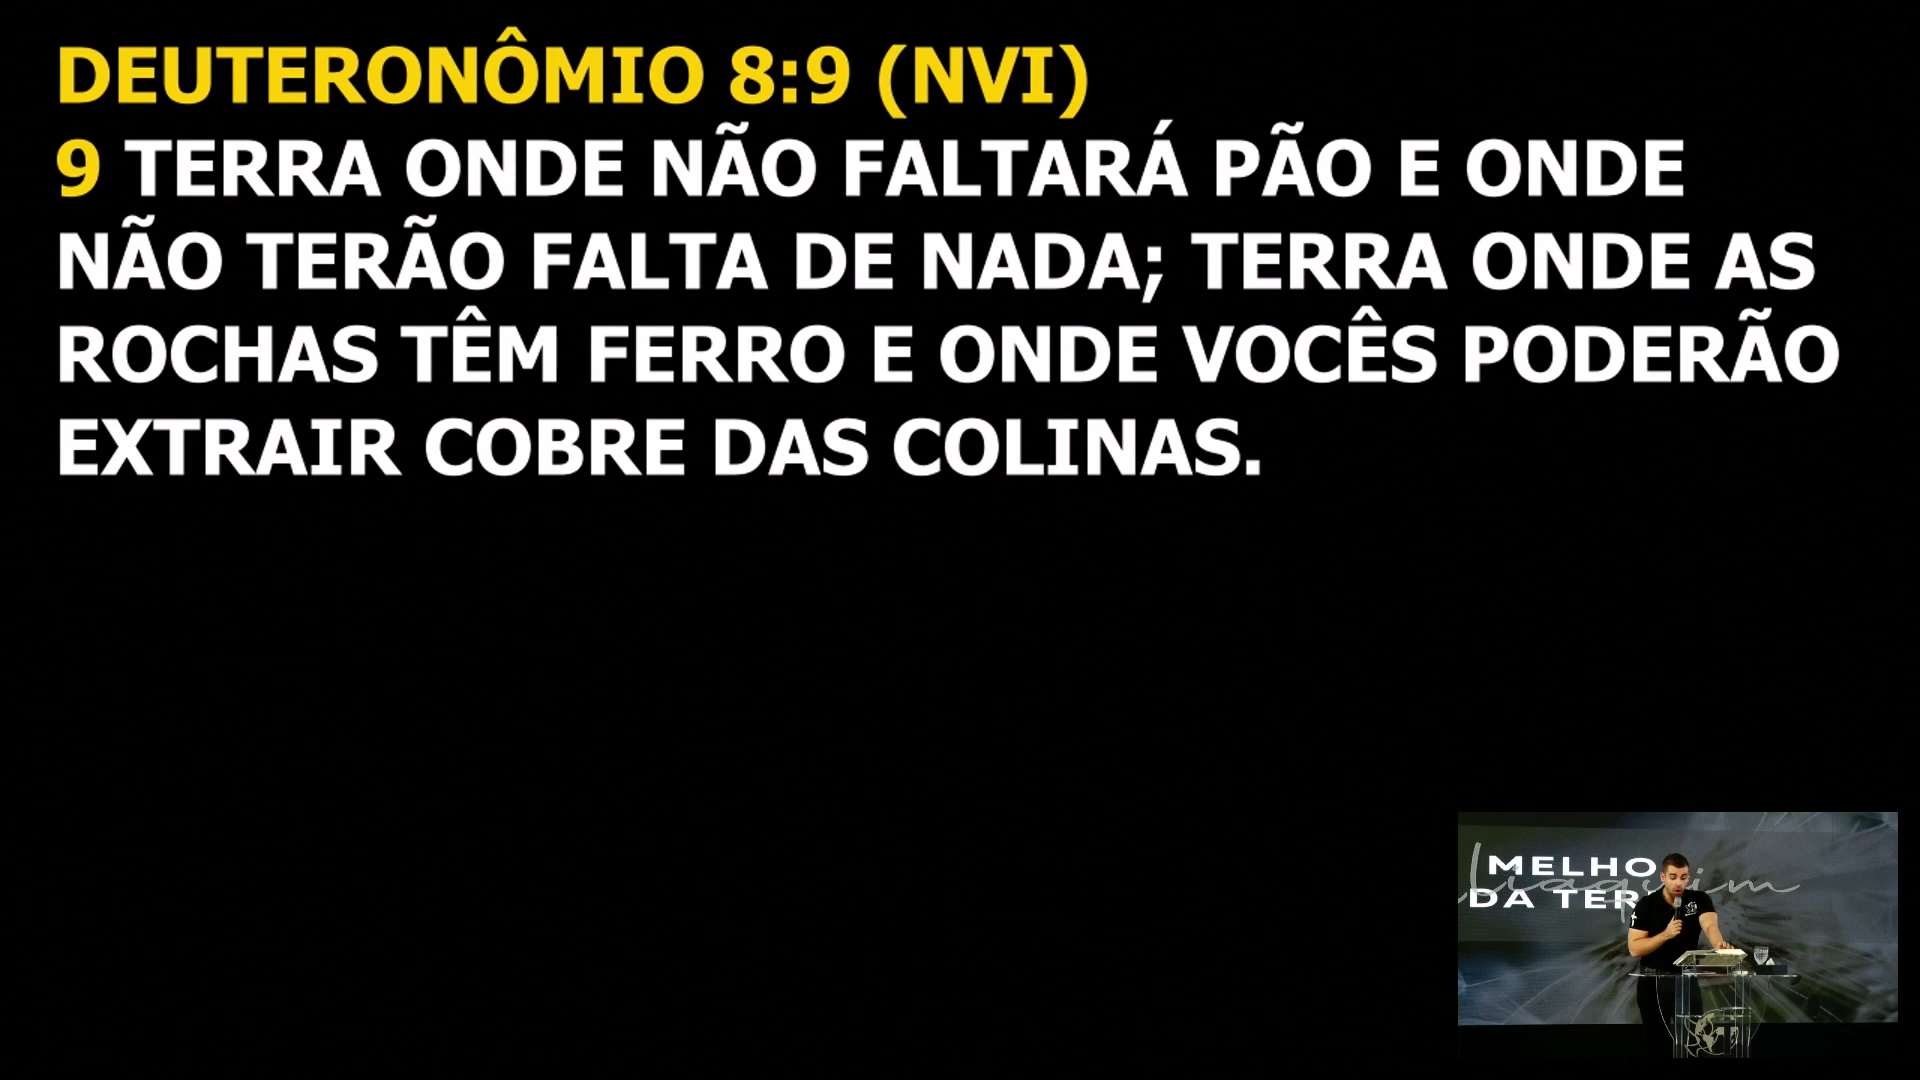 DEUTERONÔMIO 8:9 (NVI)
9 TERRA ONDE NÃO FALTARÁ PÃO E ONDE
NÃO TERÃO FALTA DE NADA; TERRA ONDE AS
ROCHAS TÊM FERRO E ONDE VOCÊS PODERÃO
EXTRAIR COBRE DAS COLINAS.
MELHO
DA TER